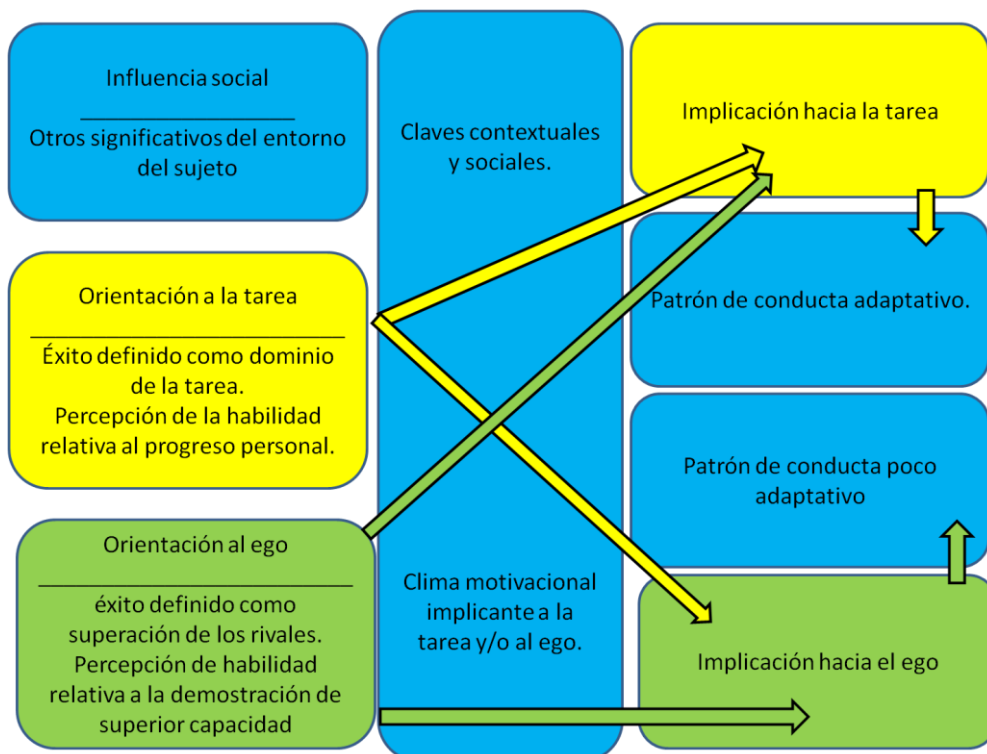 Influencia social
Otros significativos del entorno
del sujeto
Orientación a la tarea
Éxito definido como dominio
de la tarea.
Percepción de la habilidad
relativa al progreso personal.
Orientación al ego
éxito definido como
superación de los rivales.
Percepción de habilidad
relativa a la demostración de
superior capacidad
Claves contextuales
y sociales.
Clima motivacional
implicante a la
tarea y/o al ego.
Implicación hacia la tarea
Patrón de conducta adaptativo.
Patrón de conducta poco
adaptativo
Implicación hacia el ego